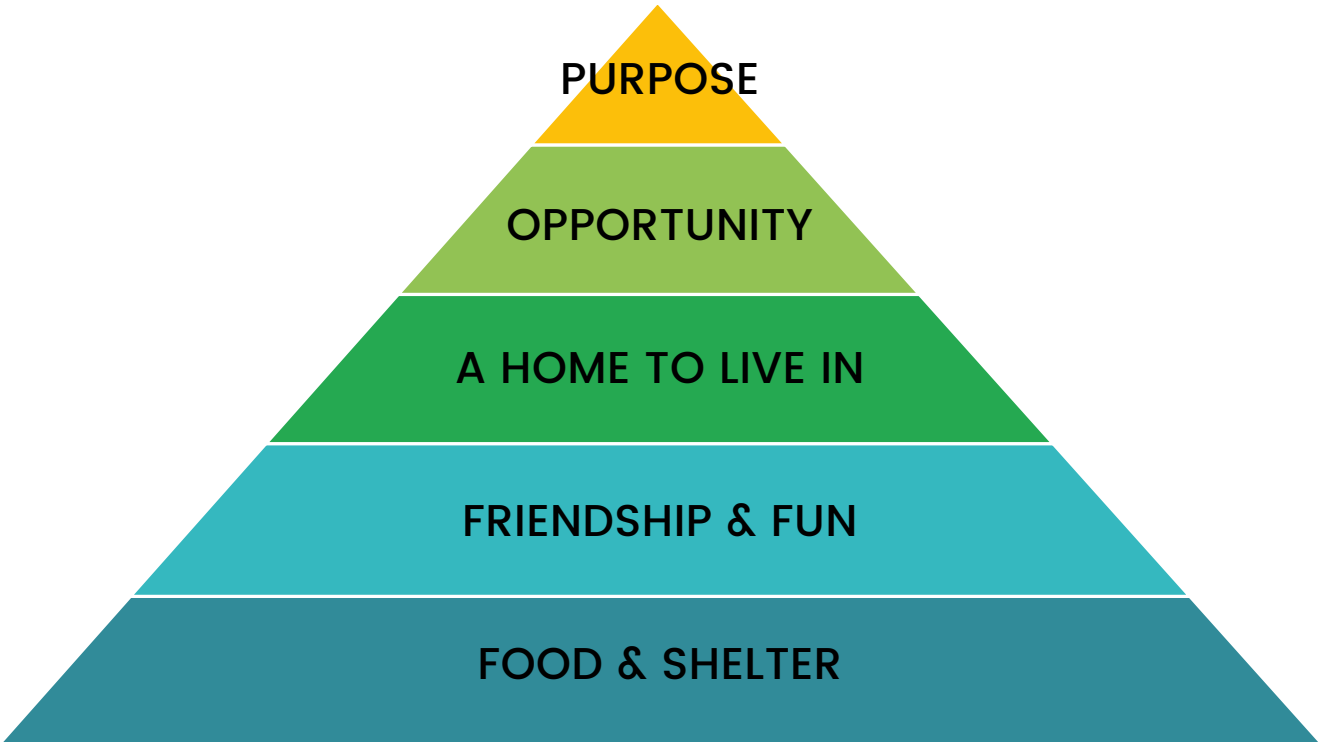 PURPOSE
OPPORTUNITY
A HOME TO LIVE IN
FRIENDSHIP & FUN
FOOD & SHELTER